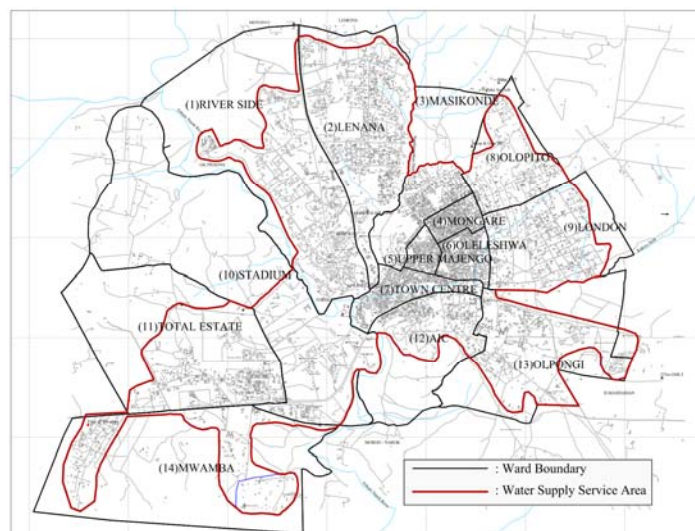 (1)RIVER SIDE
(2)LENANA
(3)MASIKONDE
(8)OLOPITO
(4)MONGARE
(9)LONDON
(6)OLELESHWA
(5)UPPER MAJENGO
(10)STADIUM
(7)TOWN CENTRE
(11)TOTAL ESTATE
(12)AIC
(13)OLPONGI
(14)MWAMBA
: Ward Boundary
: Water Supply Service Area